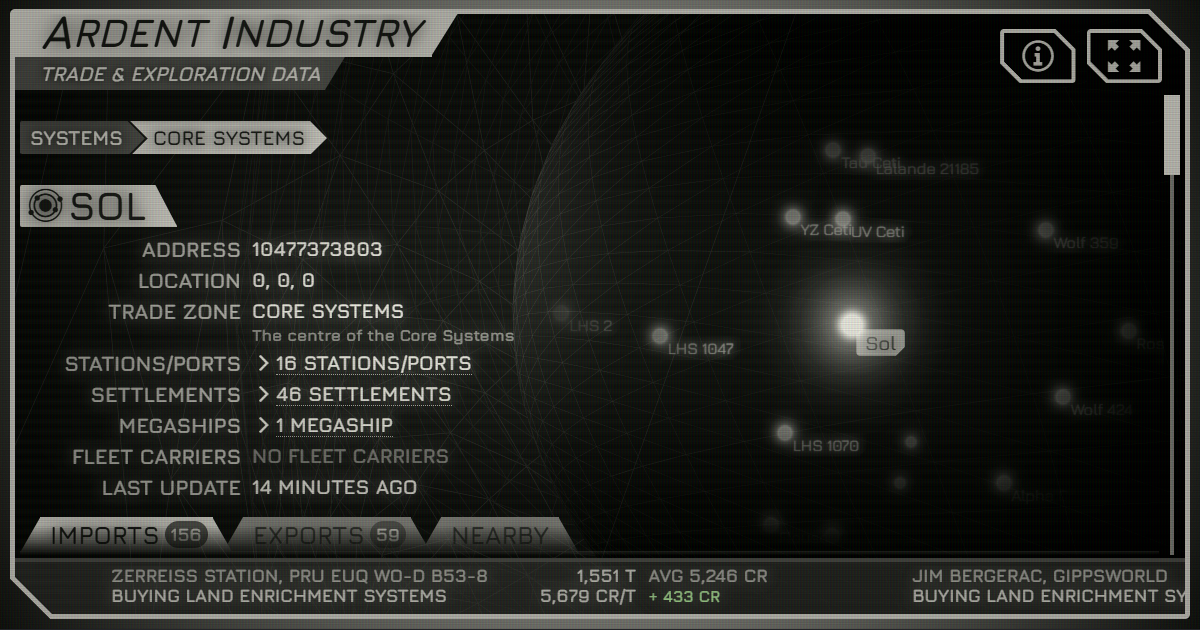 ARDENT INDUSTRY
TRADE & EXPLORATION DATA
SYSTEMS CORE SYSTEMS
SOL
ADDRESS 10477373803
LOCATION 0, 0, 0
TRADE ZONE CORE SYSTEMS
The centre of the Core Systems
STATIONS/PORTS 16 STATIONS/PORTS
SETTLEMENTS 46 SETTLEMENTS
MEGASHIPS 1 MEGASHIP
FLEET CARRIERS NO FLEET CARRIERS
LAST UPDATE 14 MINUTES AGO
IMPORTS 156 EXPORTS 59 NEARBY
Tau Ceti
Lalande 21185
YZ Ceti
UV Ceti
Wolf 359
LHS 2
LHS 1047
Sol
Wolf 424
LHS 1070
ZERREISS STATION, PRU EUQ WO-D B53-8 1,551 T AVG 5,246 CR
BUYING LAND ENRICHMENT SYSTEMS 5,679 CR/T + 433 CR
JIM BERGERAC, GIPPSWORLD
BUYING LAND ENRICHMENT SY